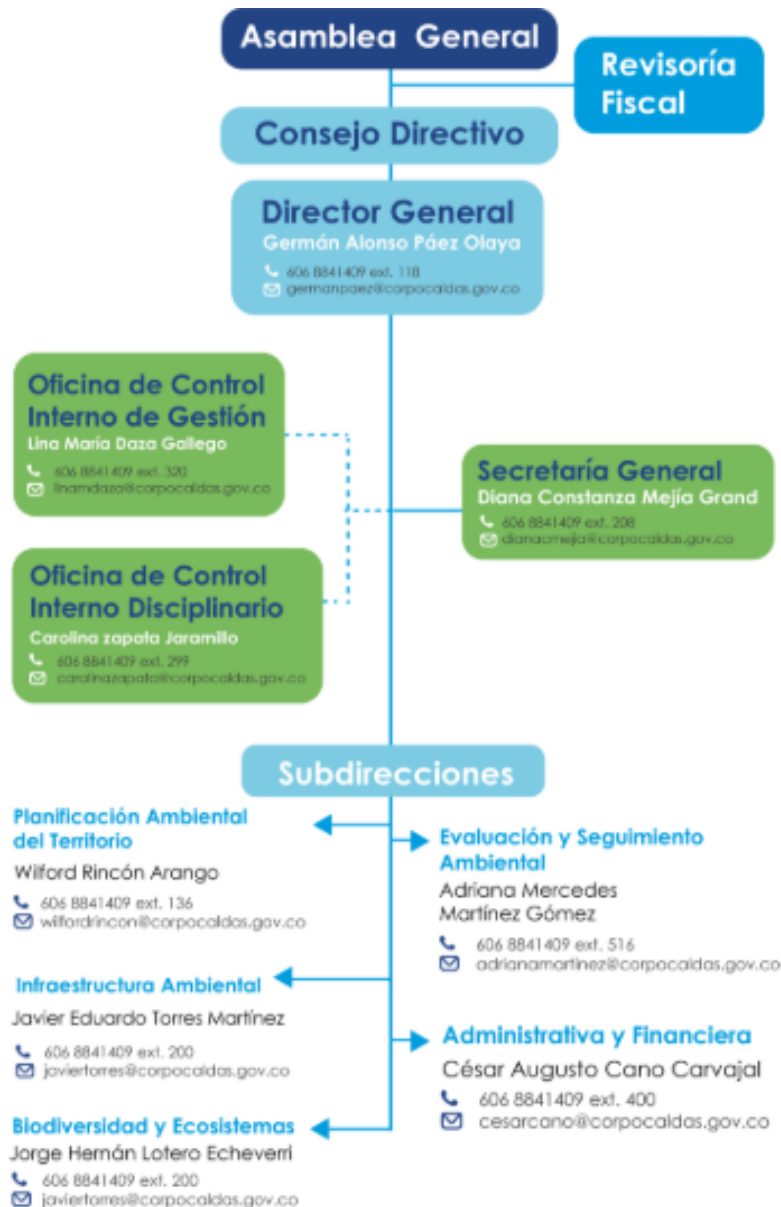 Asamblea General
Revisoría
Fiscal
Consejo Directivo
Director General
Germán Alonso Páez Olaya
606 8841409 ext. 118
germanpaez@corpocaldas.gov.co
Oficina de Control
Interno de Gestión
Lina María Daza Gallego
606 8841409 ext. 320
linamdaza@corpocaldas.gov.co
Secretaría General
Diana Constanza Mejía Grand
606 8841409 ext. 208
dianacmejia@corpocaldas.gov.co
Oficina de Control
Interno Disciplinario
Carolina zapata Jaramillo
606 8841409 ext. 299
carolinazapata@corpocaldas.gov.co
Subdirecciones
Planificación Ambiental
del Territorio
Wilford Rincón Arango
606 8841409 ext. 136
wilfordrincon@corpocaldas.gov.co
Evaluación y Seguimiento
Ambiental
Adriana Mercedes
Martínez Gómez
606 8841409 ext. 516
adrianamartinez@corpocaldas.gov.co
Infraestructura Ambiental
Javier Eduardo Torres Martínez
606 8841409 ext. 200
javiertorres@corpocaldas.gov.co
Administrativa y Financiera
César Augusto Cano Carvajal
606 8841409 ext. 400
cesarcano@corpocaldas.gov.co
Biodiversidad y Ecosistemas
Jorge Hernán Lotero Echeverri
606 8841409 ext. 200
javiertorres@corpocaldas.gov.co